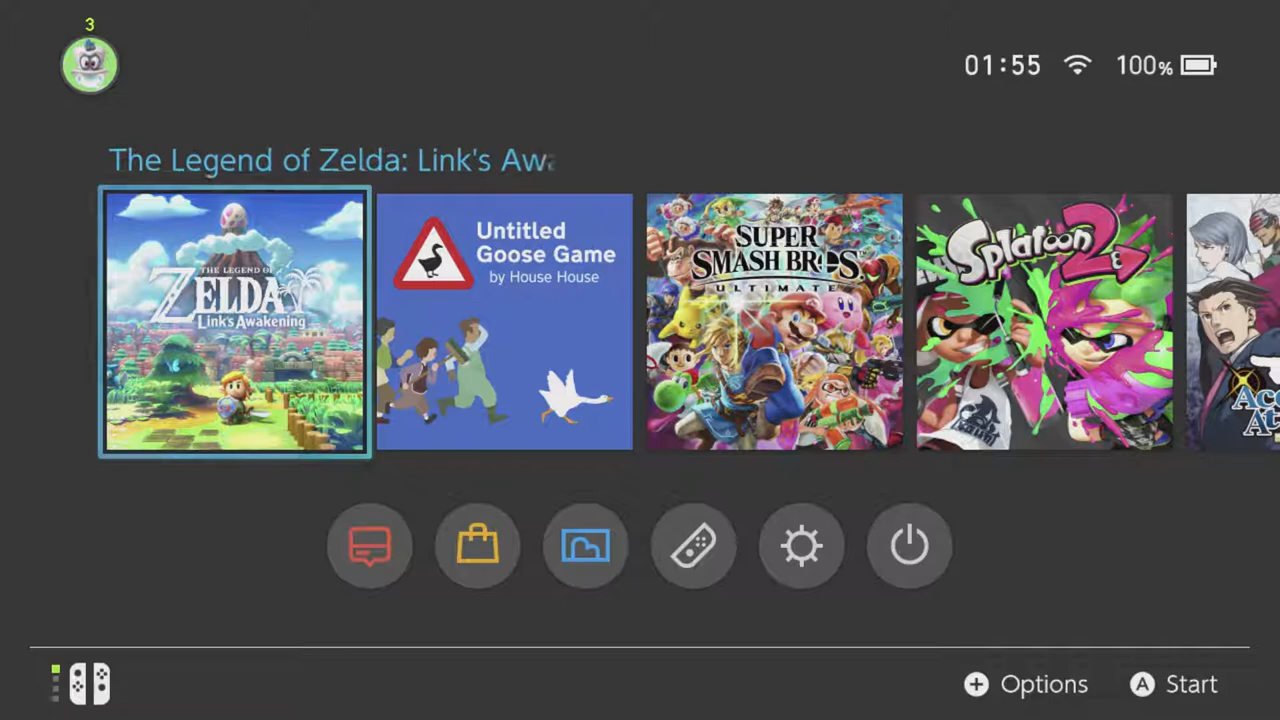 3
01:55
100%
The Legend of Zelda: Link's Aw
THE LEGEND OF
ZELDA
Link's Awakening
Untitled
Goose Game
by House House
SUPER
SMASH BROS.
ULTIMATE
Splatoon 2
Options
A Start